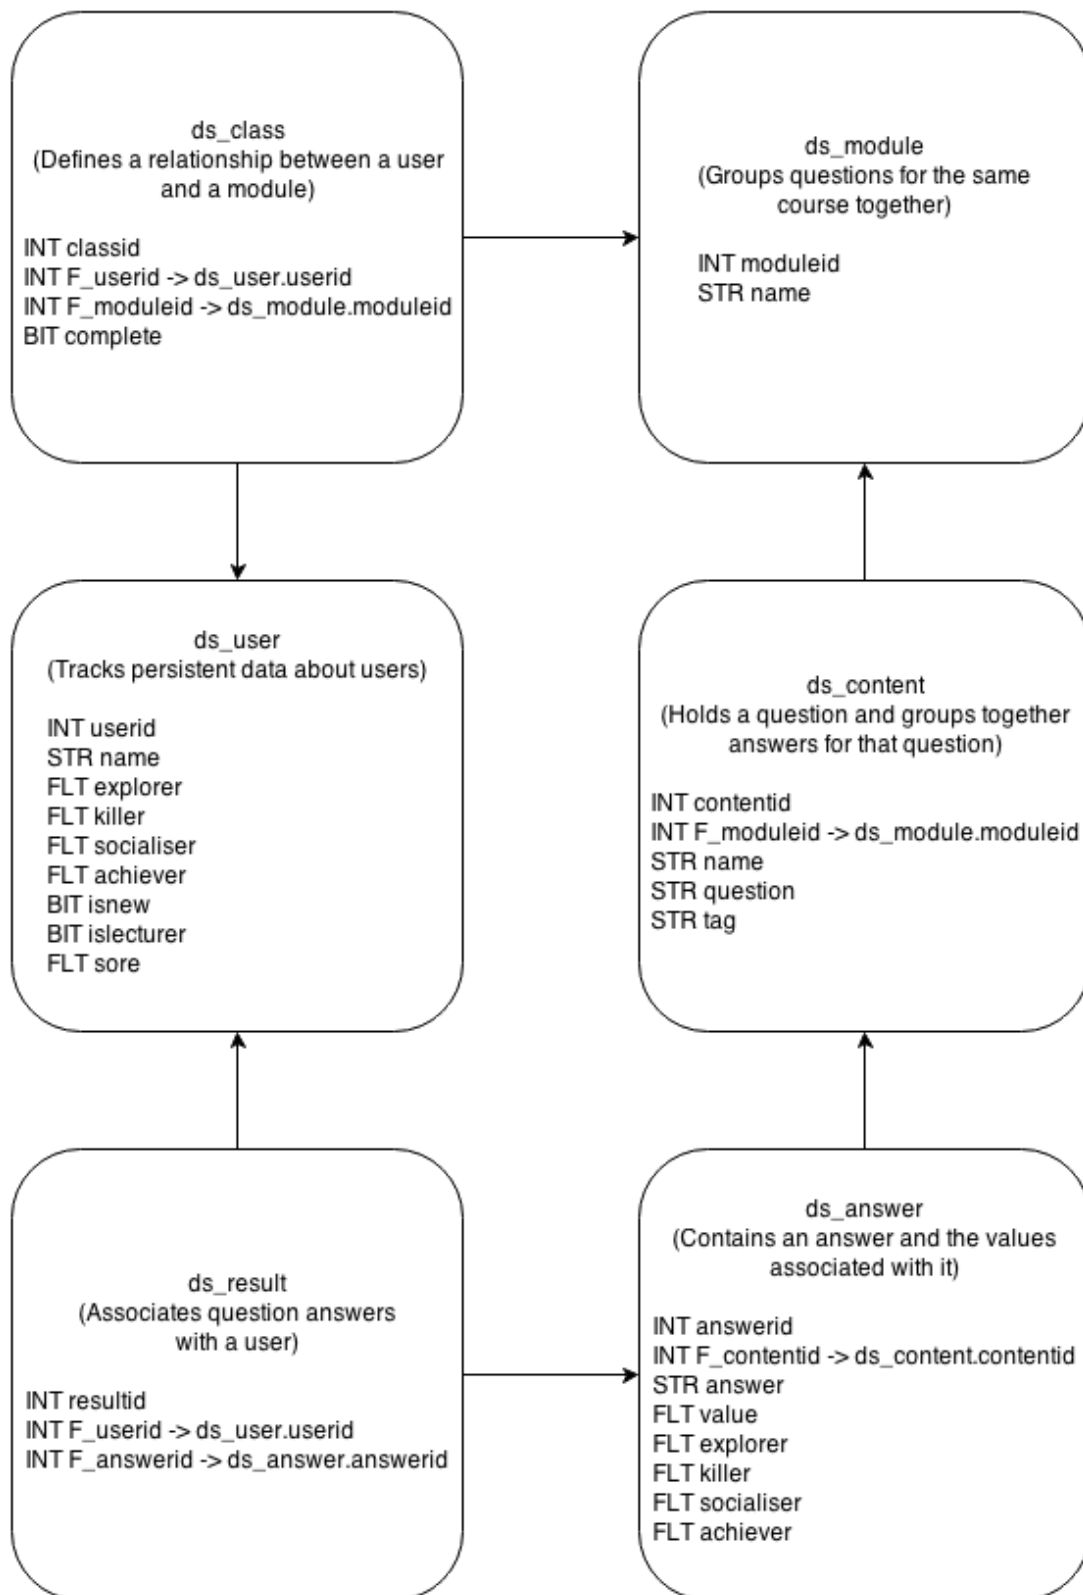 ds_class
(Defines a relationship between a user
and a module)
INT classid
INT F_userid -> ds_user.userid
INT F_moduleid -> ds_module.moduleid
BIT complete
ds_module
(Groups questions for the same
course together)
INT moduleid
STR name
ds_user
(Tracks persistent data about users)
INT userid
STR name
FLT explorer
FLT killer
FLT socialiser
FLT achiever
BIT isnew
BIT islecturer
FLT sore
ds_content
(Holds a question and groups together
answers for that question)
INT contentid
INT F_moduleid -> ds_module.moduleid
STR name
STR question
STR tag
ds_result
(Associates question answers
with a user)
INT resultid
INT F_userid -> ds_user.userid
INT F_answerid -> ds_answer.answerid
ds_answer
(Contains an answer and the values
associated with it)
INT answerid
INT F_contentid -> ds_content.contentid
STR answer
FLT value
FLT explorer
FLT killer
FLT socialiser
FLT achiever